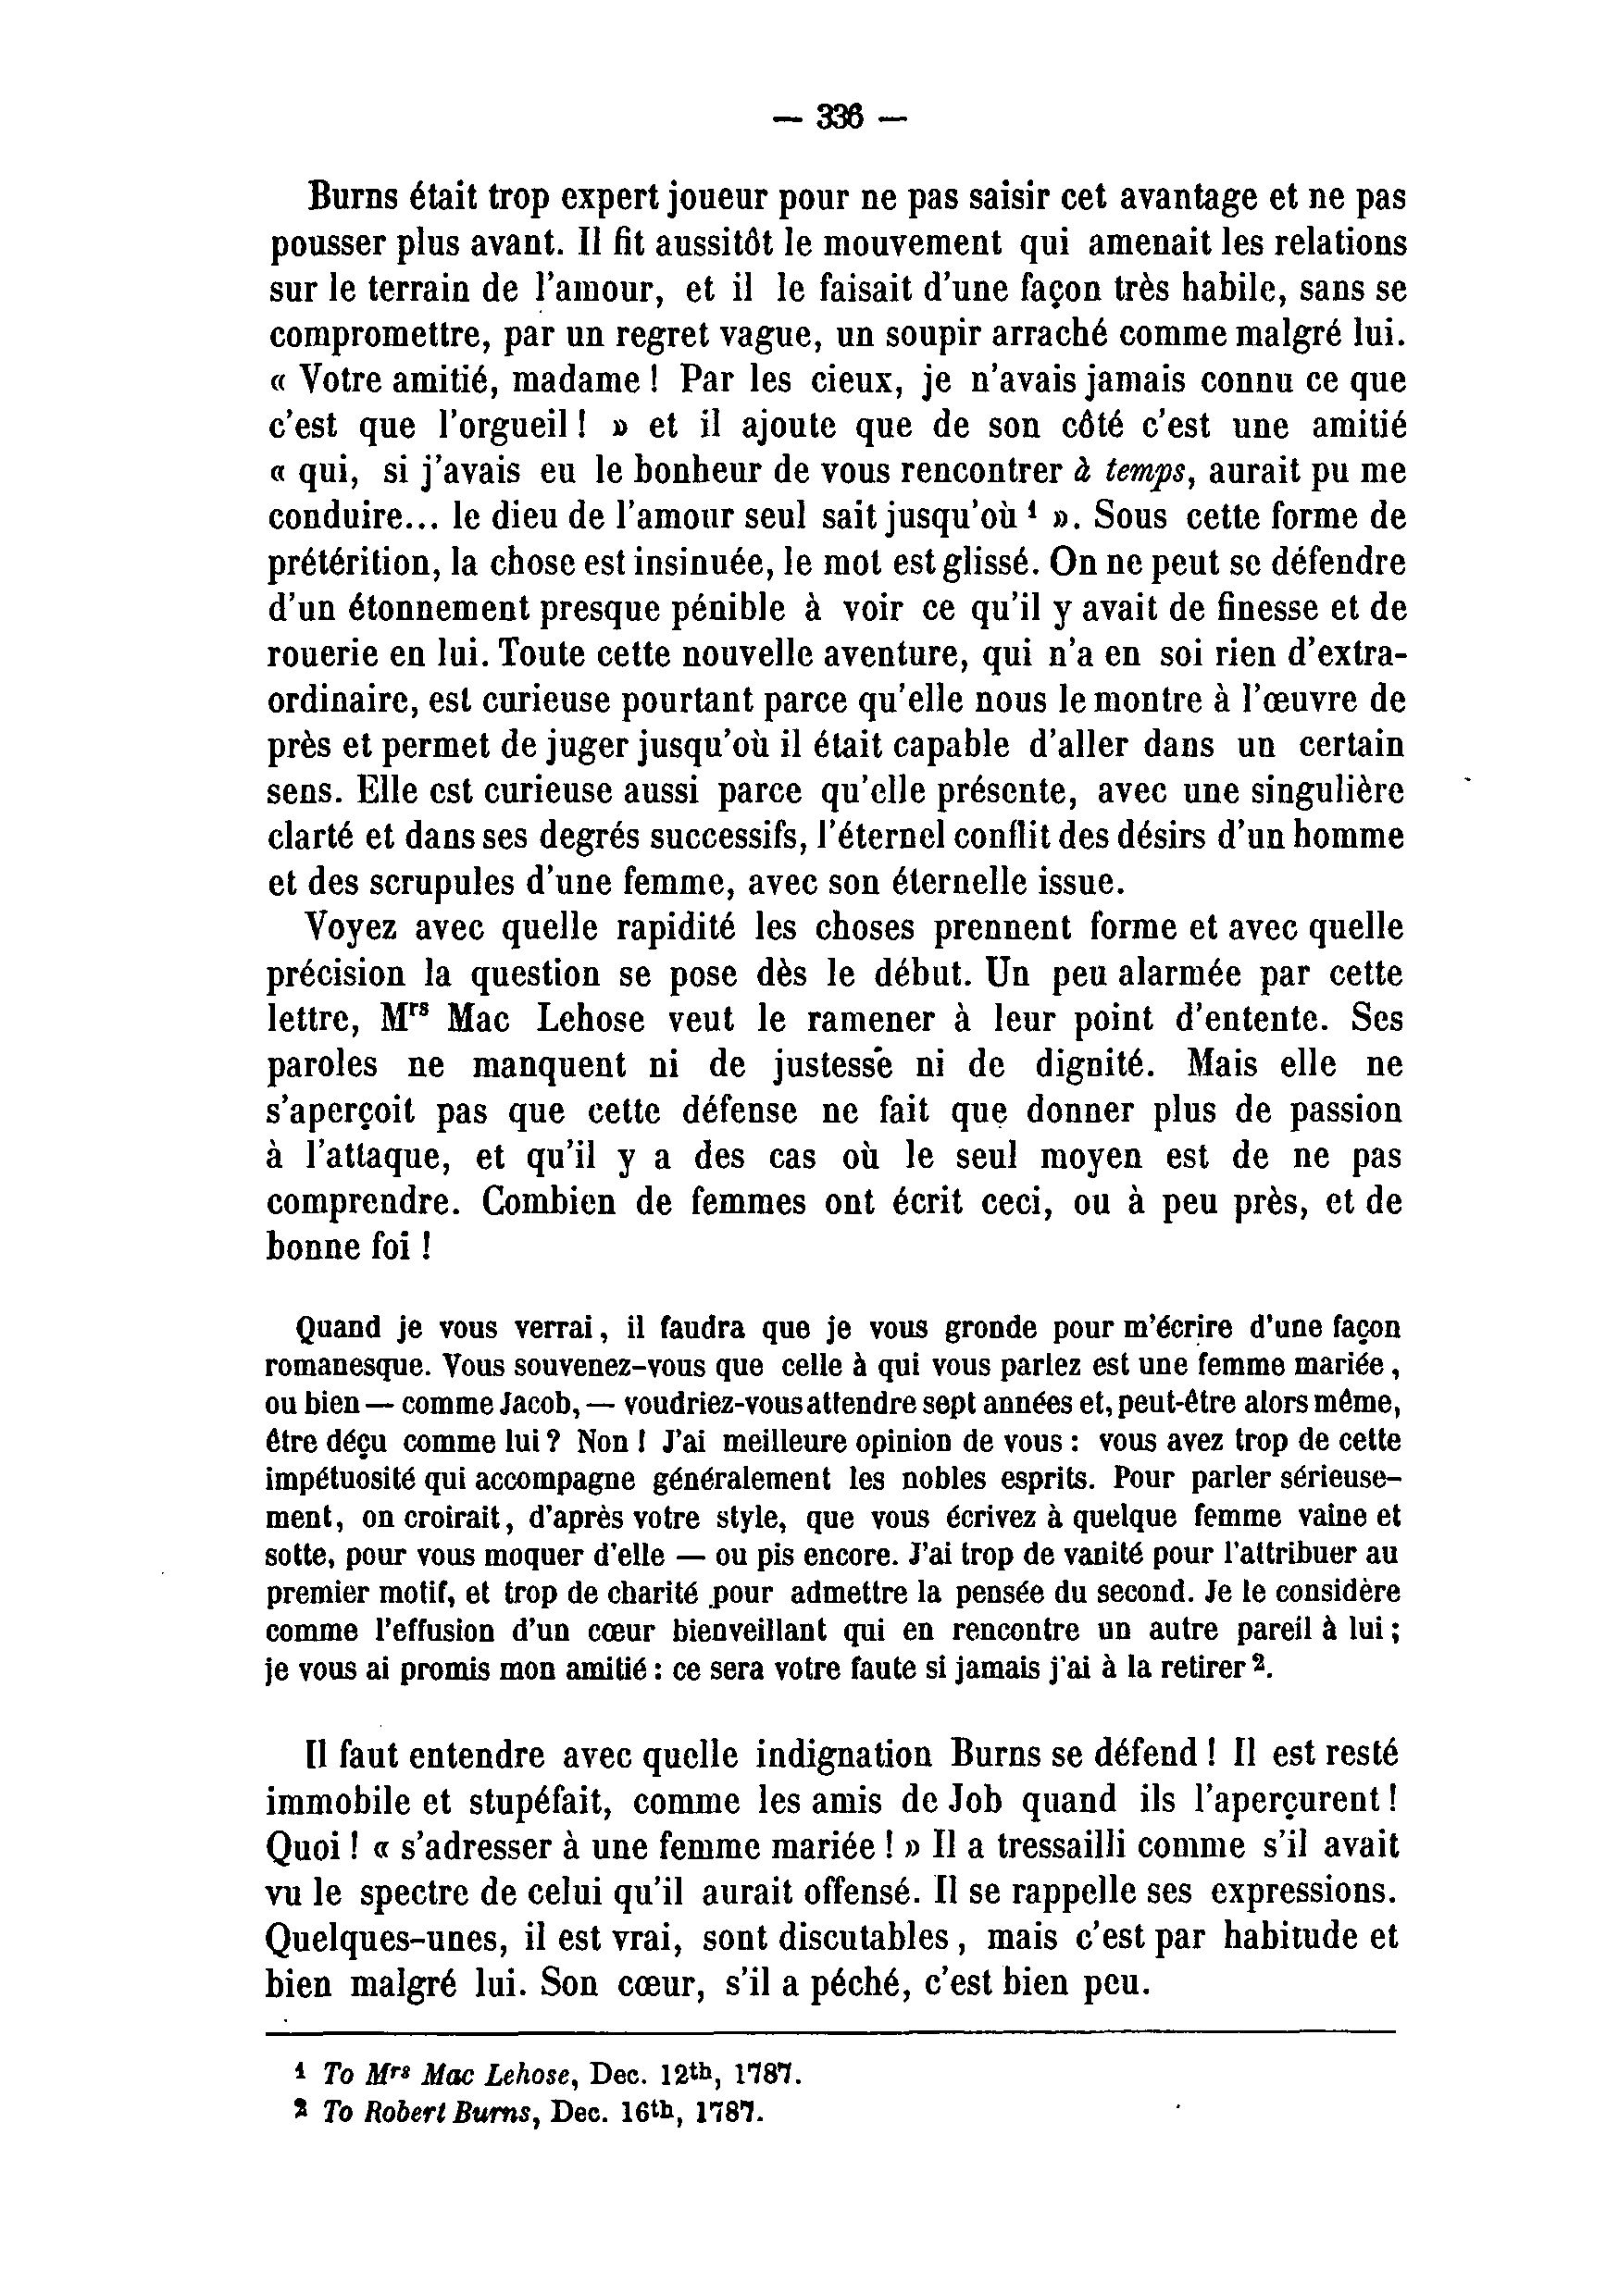 — 336 —
Burns était trop expert joueur pour ne pas saisir cet avantage et ne pas
pousser plus avant. Il fit aussitôt le mouvement qui amenait les relations
sur le terrain de l'amour, et il le faisait d'une façon très habile, sans se
compromettre, par un regret vague, un soupir arraché comme malgré lui.
« Votre amitié, madame ! Par les cieux, je n'avais jamais connu ce que
c'est que l'orgueil ! » et il ajoute que de son côté c'est une amitié
« qui, si j'avais eu le bonheur de vous rencontrer à temps, aurait pu me
conduire... le dieu de l'amour seul sait jusqu'où ¹ ». Sous cette forme de
prétérition, la chose est insinuée, le mot est glissé. On ne peut se défendre
d'un étonnement presque pénible à voir ce qu'il y avait de finesse et de
rouerie en lui. Toute cette nouvelle aventure, qui n'a en soi rien d'extra-
ordinaire, est curieuse pourtant parce qu'elle nous le montre à l'œuvre de
près et permet de juger jusqu'où il était capable d'aller dans un certain
sens. Elle est curieuse aussi parce qu'elle présente, avec une singulière
clarté et dans ses degrés successifs, l'éternel conflit des désirs d'un homme
et des scrupules d'une femme, avec son éternelle issue.
Voyez avec quelle rapidité les choses prennent forme et avec quelle
précision la question se pose dès le début. Un peu alarmée par cette
lettre, Mrs Mac Lehose veut le ramener à leur point d'entente. Ses
paroles ne manquent ni de justesse ni de dignité. Mais elle ne
s'aperçoit pas que cette défense ne fait que donner plus de passion
à l'attaque, et qu'il y a des cas où le seul moyen est de ne pas
comprendre. Combien de femmes ont écrit ceci, ou à peu près, et de
bonne foi !
Quand je vous verrai, il faudra que je vous gronde pour m'écrire d'une façon
romanesque. Vous souvenez-vous que celle à qui vous parlez est une femme mariée,
ou bien — comme Jacob, — voudriez-vous attendre sept années et, peut-être alors même,
être déçu comme lui ? Non ! J'ai meilleure opinion de vous : vous avez trop de cette
impétuosité qui accompagne généralement les nobles esprits. Pour parler sérieuse-
ment, on croirait, d'après votre style, que vous écrivez à quelque femme vaine et
sotte, pour vous moquer d'elle — ou pis encore. J'ai trop de vanité pour l'attribuer au
premier motif, et trop de charité pour admettre la pensée du second. Je le considère
comme l'effusion d'un cœur bienveillant qui en rencontre un autre pareil à lui ;
je vous ai promis mon amitié : ce sera votre faute si jamais j'ai à la retirer ².
Il faut entendre avec quelle indignation Burns se défend ! Il est resté
immobile et stupéfait, comme les amis de Job quand ils l'aperçurent !
Quoi ! « s'adresser à une femme mariée ! » Il a tressailli comme s'il avait
vu le spectre de celui qu'il aurait offensé. Il se rappelle ses expressions.
Quelques-unes, il est vrai, sont discutables, mais c'est par habitude et
bien malgré lui. Son cœur, s'il a péché, c'est bien peu.
¹ To Mrs Mac Lehose, Dec. 12th, 1787.
² To Robert Burns, Dec. 16th, 1787.